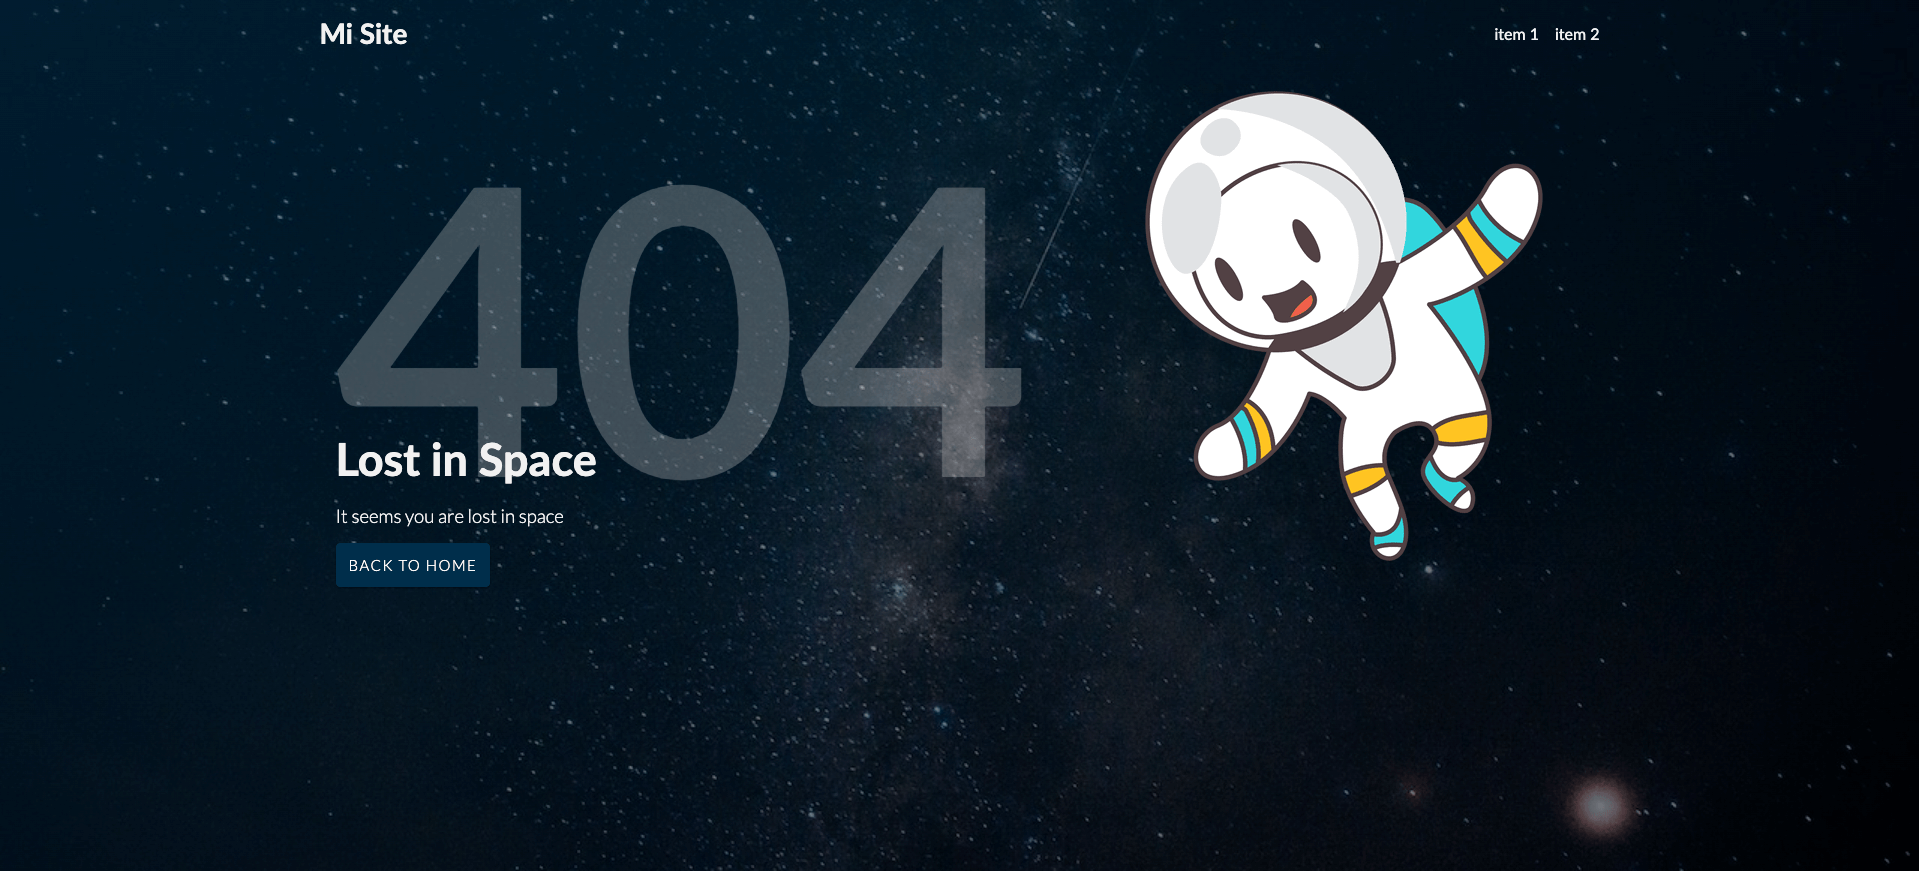 Mi Site
item 1 item 2
404
Lost in Space
It seems you are lost in space
BACK TO HOME